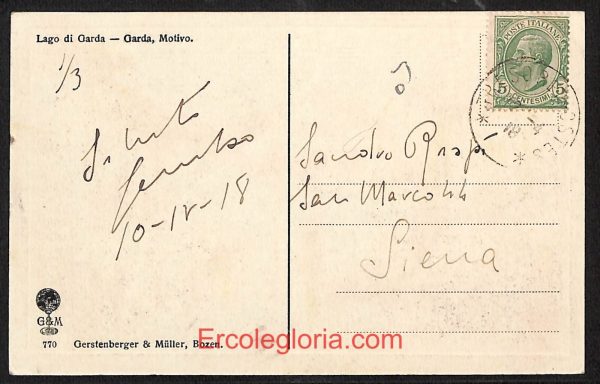 Lago di Garda — Garda, Motivo.
1/3
10-IV-18
POSTE ITALIANE
5 5
CENTESIMI
Sandro
San Marco 44
Siena
G&M
770 Gerstenberger & Müller, Bozen.
Ercolegloria.com